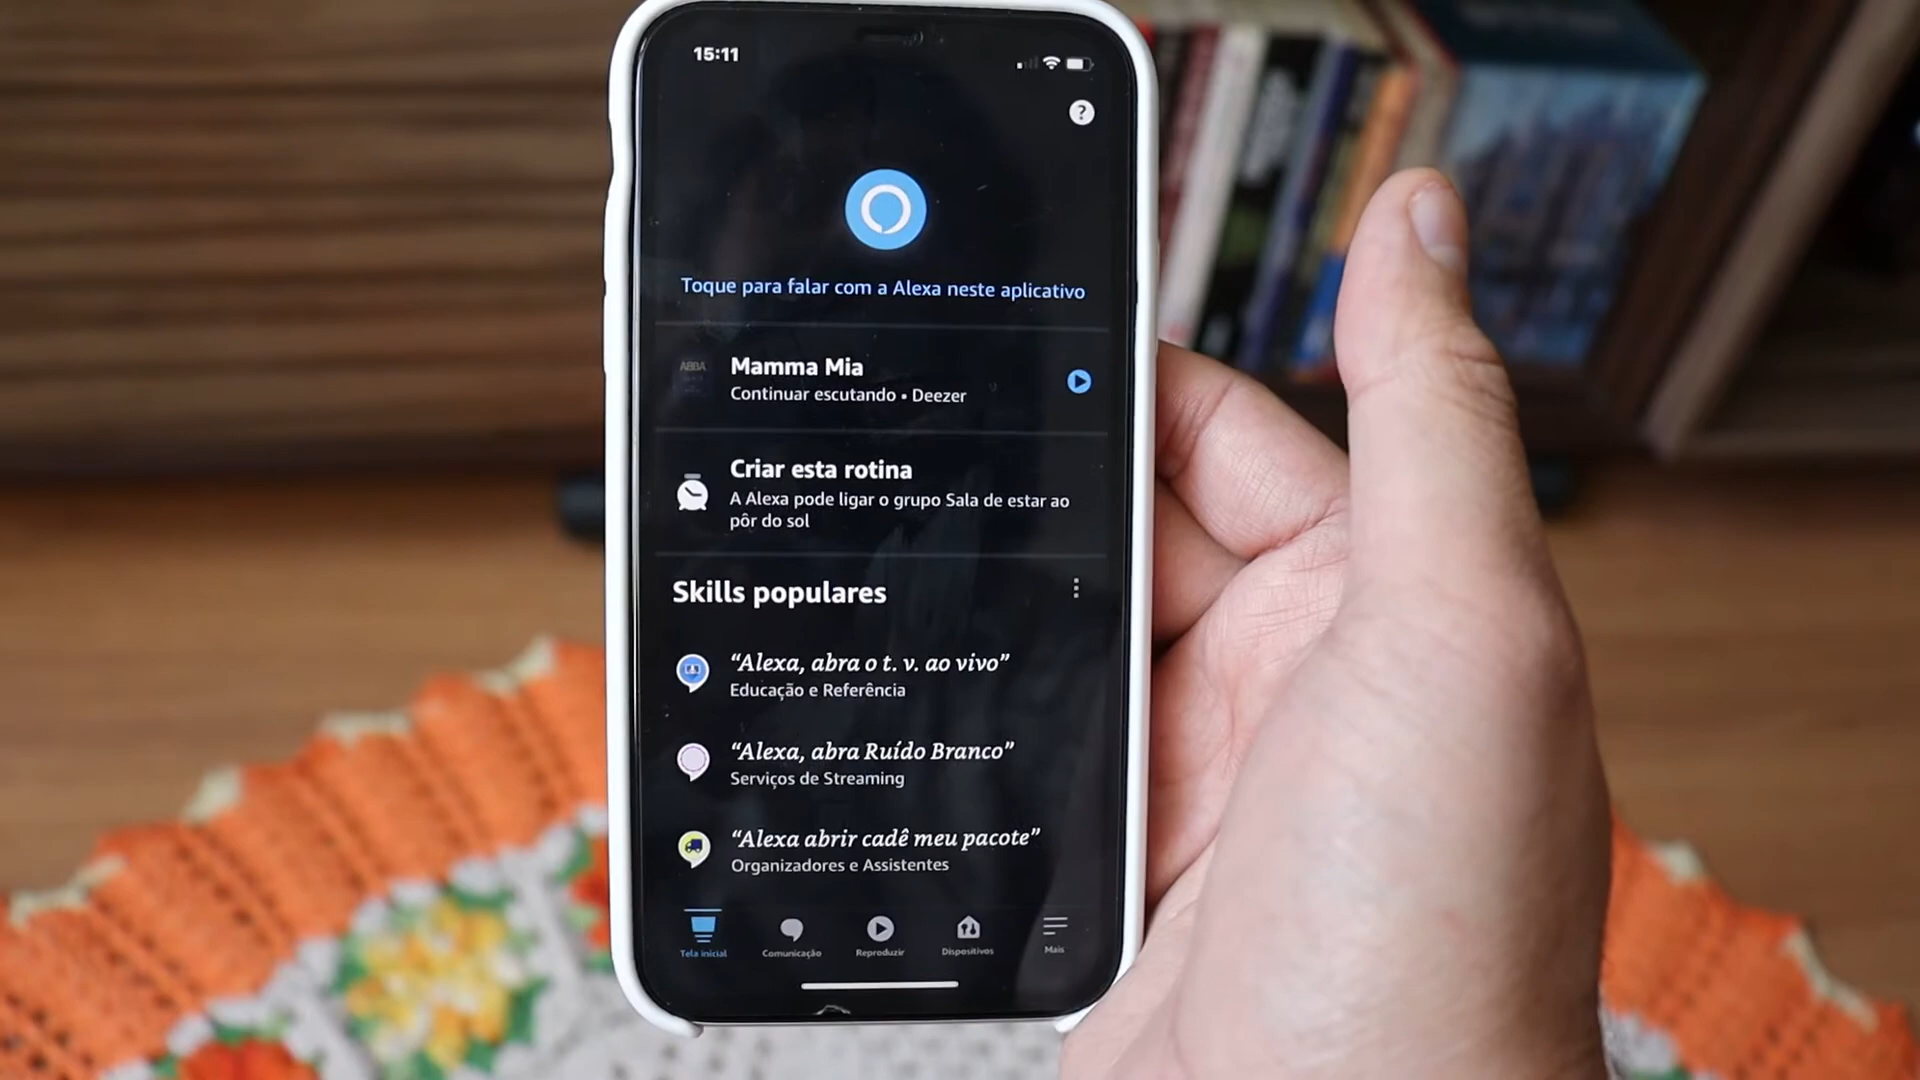 15:11
?
Toque para falar com a Alexa neste aplicativo
ABBA
Mamma Mia
Continuar escutando • Deezer
Criar esta rotina
A Alexa pode ligar o grupo Sala de estar ao
pôr do sol
Skills populares
“Alexa, abra o t. v. ao vivo”
Educação e Referência
“Alexa, abra Ruído Branco”
Serviços de Streaming
“Alexa abrir cadê meu pacote”
Organizadores e Assistentes
Tela inicial
Comunicação
Reproduzir
Dispositivos
Mais